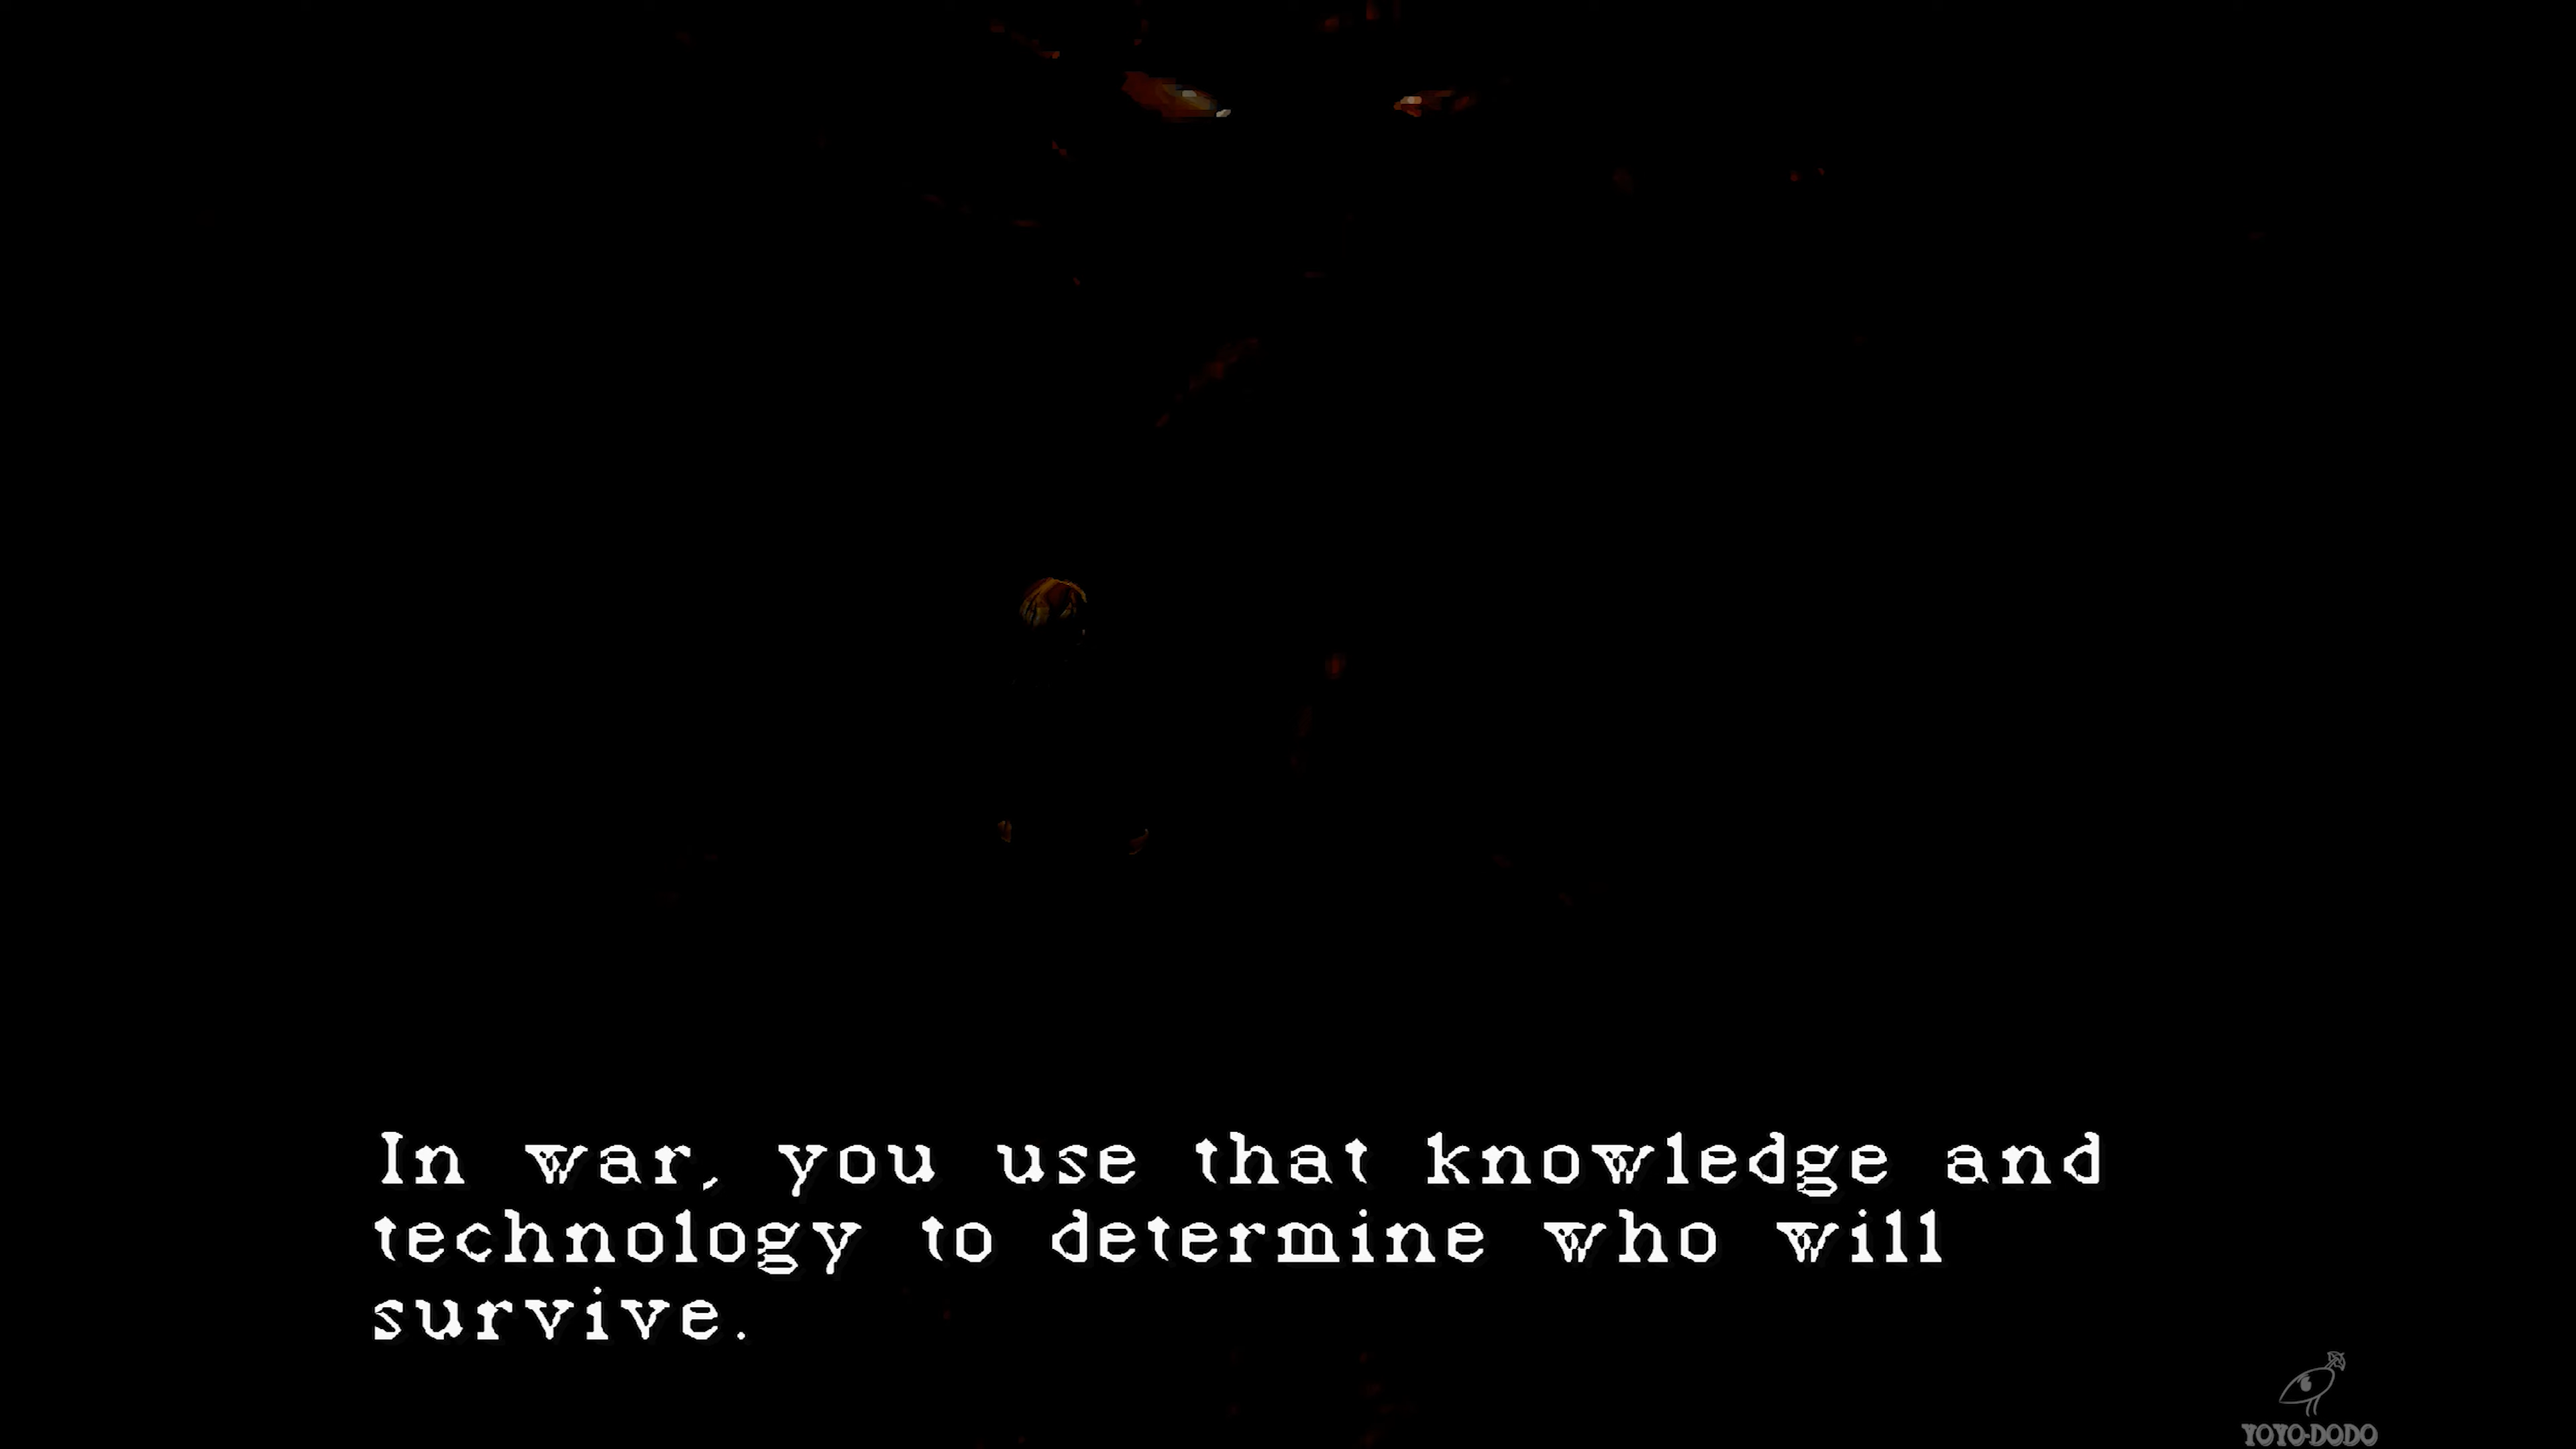 In war, you use that knowledge and
technology to determine who will
survive.
YOYO-DODO